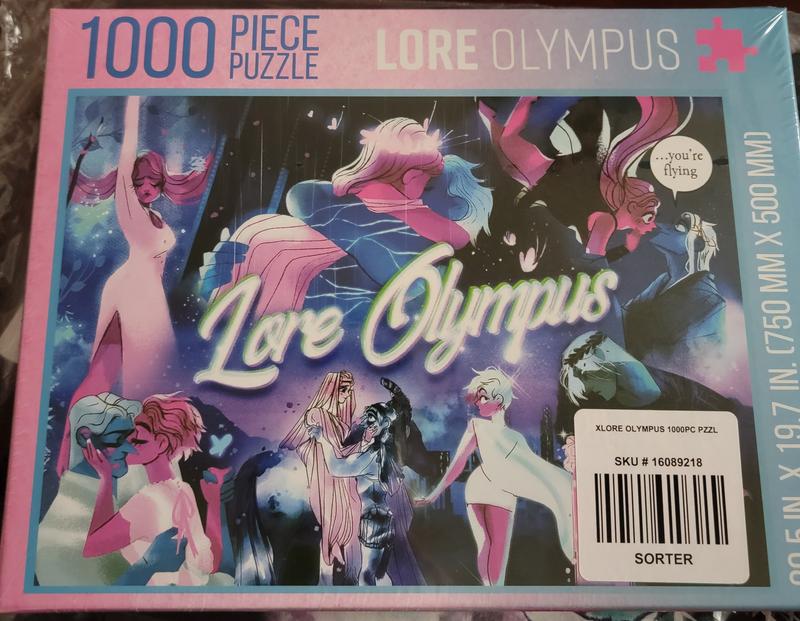 1000 PIECE
PUZZLE
LORE OLYMPUS
...you're
flying
Lore Olympus
XLORE OLYMPUS 1000PC PZZL
SKU # 16089218
SORTER
X 19.7 IN. (750 MM X 500 MM)